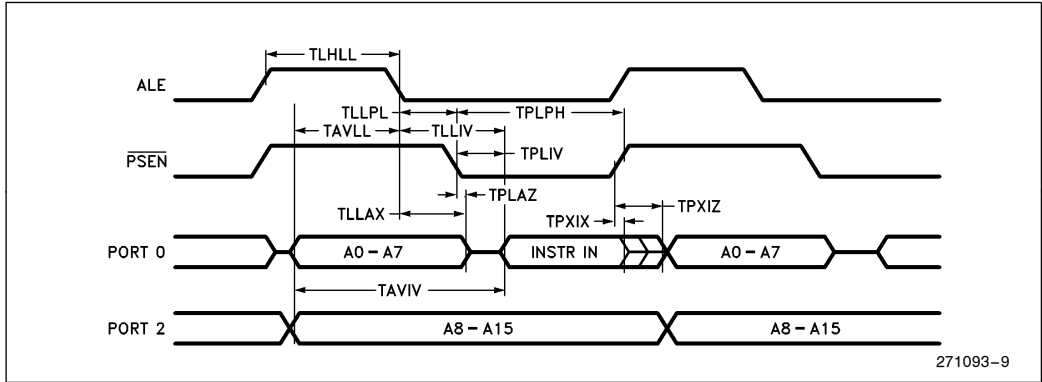 TLHLL
ALE
TLLPL
TPLPH
TAVLL
TLLIV
PSEN
TPLIV
TPLAZ
TLLAX
TPXIX
TPXIZ
PORT 0
A0 – A7
INSTR IN
A0 – A7
TAVIV
PORT 2
A8 – A15
A8 – A15
271093–9